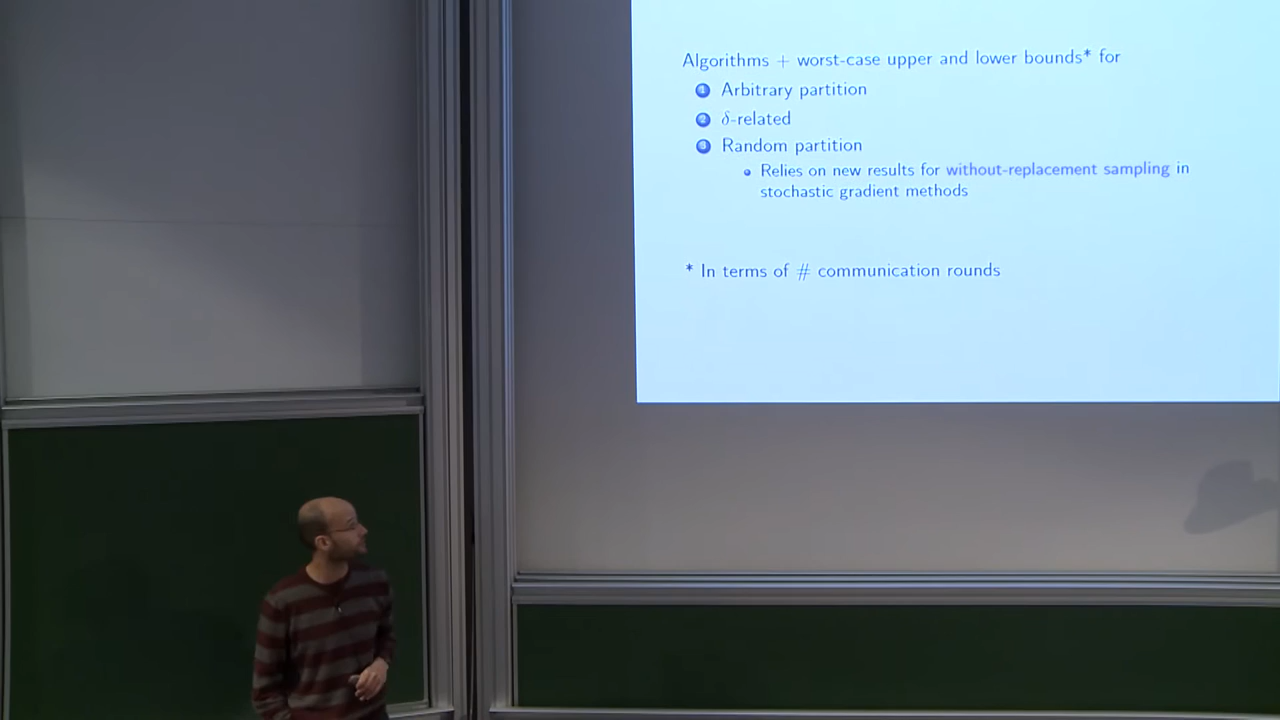 Algorithms + worst-case upper and lower bounds* for
1 Arbitrary partition
2 δ-related
3 Random partition
Relies on new results for without-replacement sampling in
stochastic gradient methods
* In terms of # communication rounds